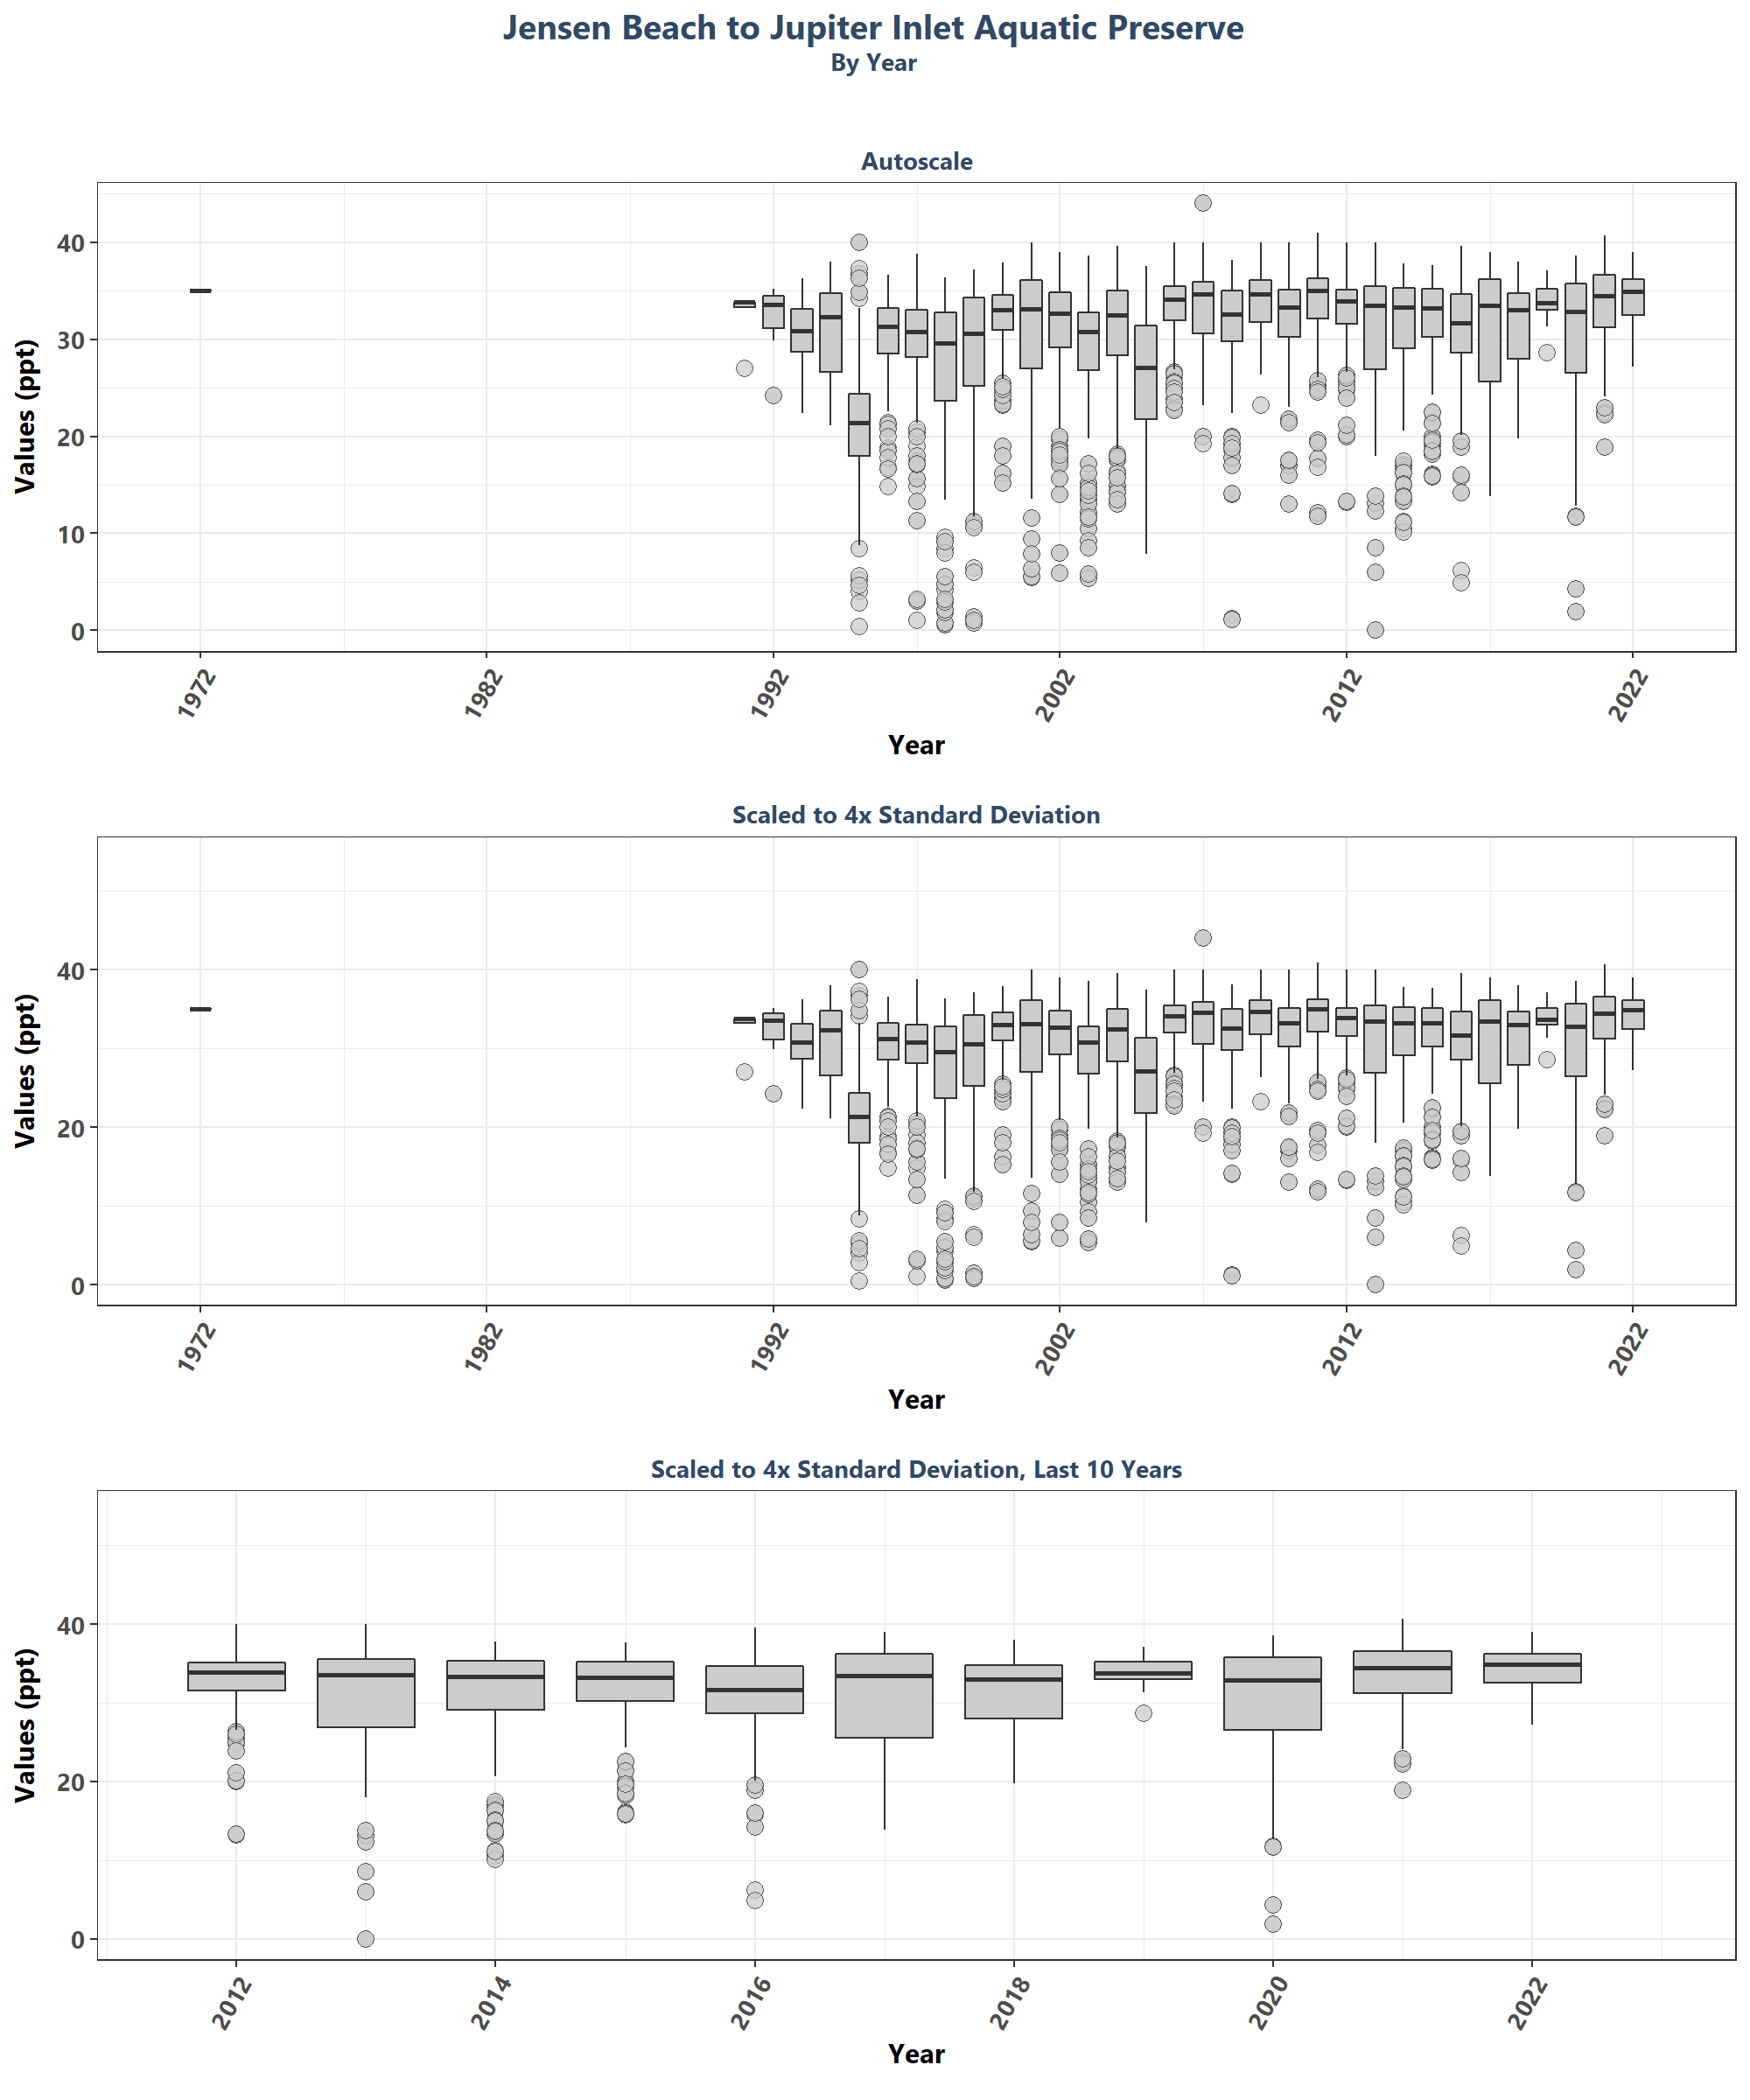 Jensen Beach to Jupiter Inlet Aquatic Preserve
By Year
Autoscale
Values (ppt)
40
30
20
10
0
1972
1982
1992
2002
2012
2022
Year
Scaled to 4x Standard Deviation
Values (ppt)
40
20
0
1972
1982
1992
2002
2012
2022
Year
Scaled to 4x Standard Deviation, Last 10 Years
Values (ppt)
40
20
0
2012
2014
2016
2018
2020
2022
Year